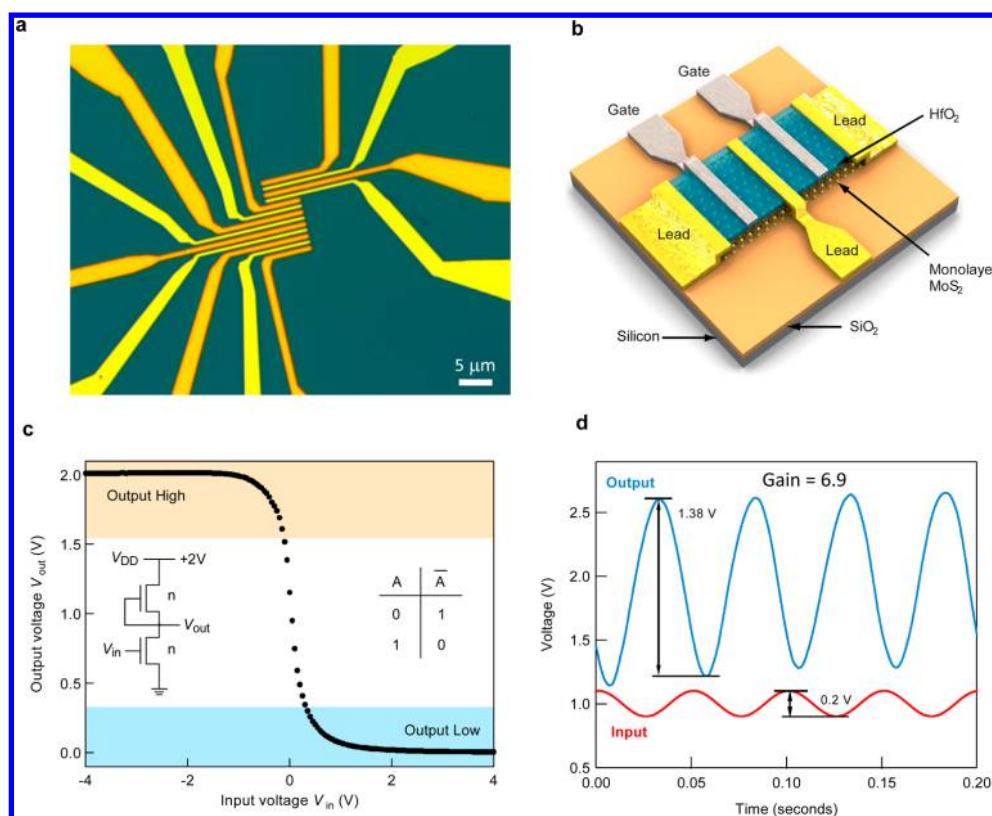 a
5 μm
b
Gate
Gate
Lead
HfO₂
Lead
Lead
Monolaye
MoS₂
Silicon
SiO₂
c
Output voltage V out (V)
2.0
1.5
1.0
0.5
0.0
Output High
VDD
+2V
n
Vout
Vin
n
A A̅
0 1
1 0
Output Low
-4 -2 0 2 4
Input voltage V in (V)
d
Voltage (V)
2.5
2.0
1.5
1.0
0.5
Output
Gain = 6.9
1.38 V
0.2 V
Input
0.00 0.05 0.10 0.15 0.20
Time (seconds)